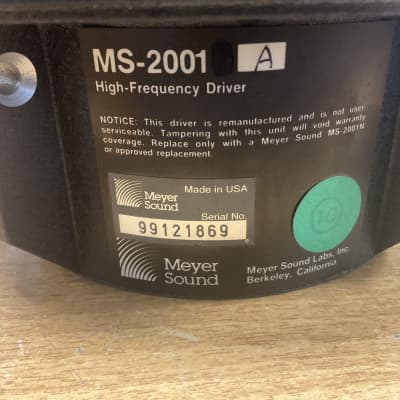 MS-2001 A
High-Frequency Driver
NOTICE: This driver is remanufactured and is not user-
serviceable. Tampering with this unit will void warranty
coverage. Replace only with a Meyer Sound MS-2001N
or approved replacement.
Meyer
Sound
Made in USA
Serial No.
99121869
10
Meyer
Sound
Meyer Sound Labs, Inc.
Berkeley, California